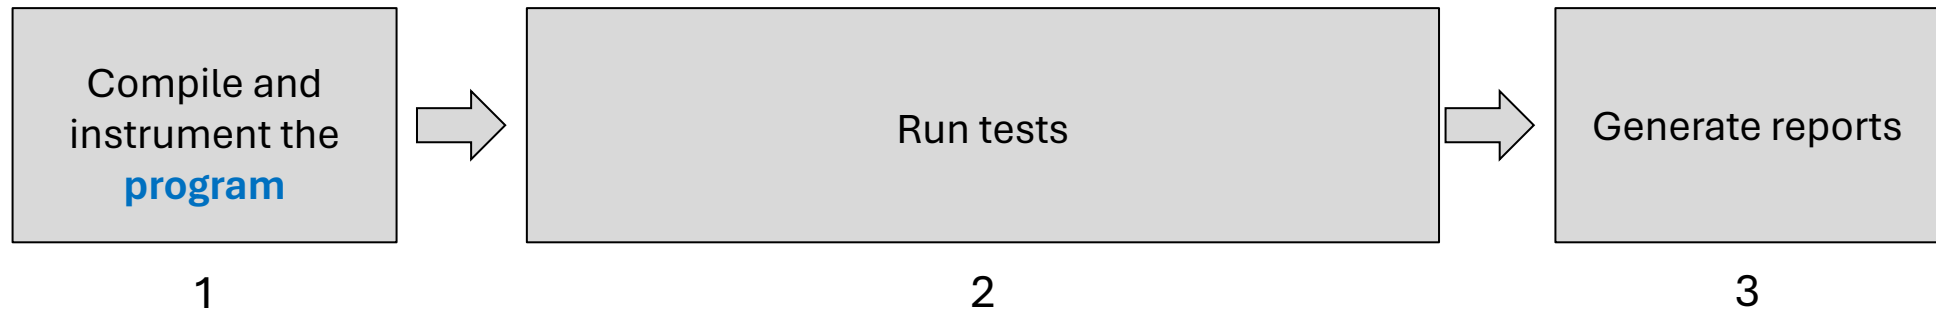 Compile and
instrument the
program
Run tests
Generate reports
1
2
3